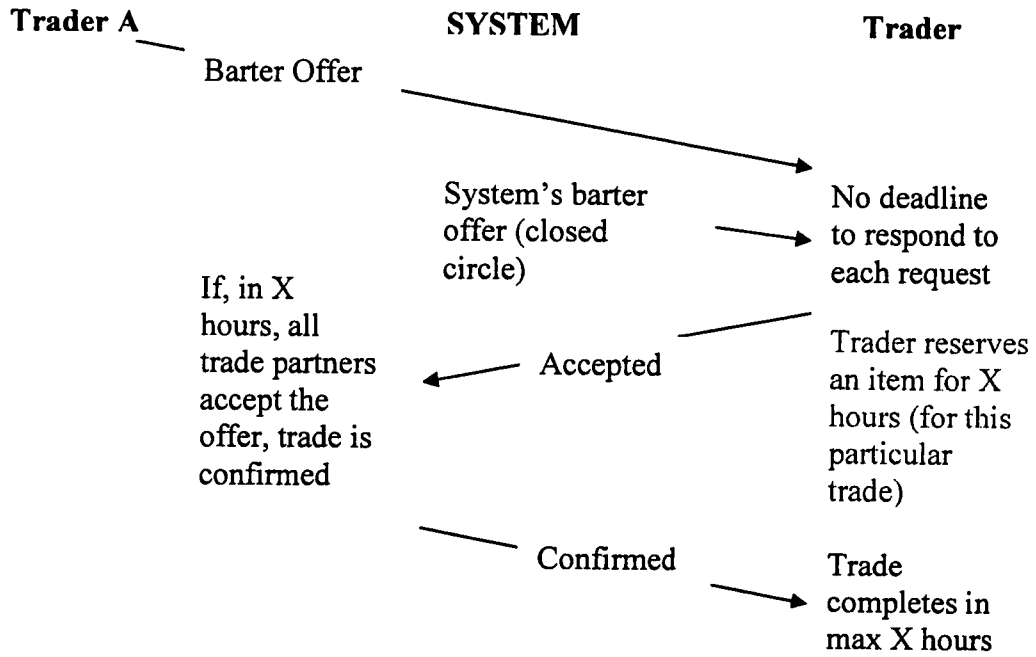 Trader A SYSTEM Trader
Barter Offer
System's barter
offer (closed
circle)
No deadline
to respond to
each request
If, in X
hours, all
trade partners
accept the
offer, trade is
confirmed
Accepted
Trader reserves
an item for X
hours (for this
particular
trade)
Confirmed
Trade
completes in
max X hours